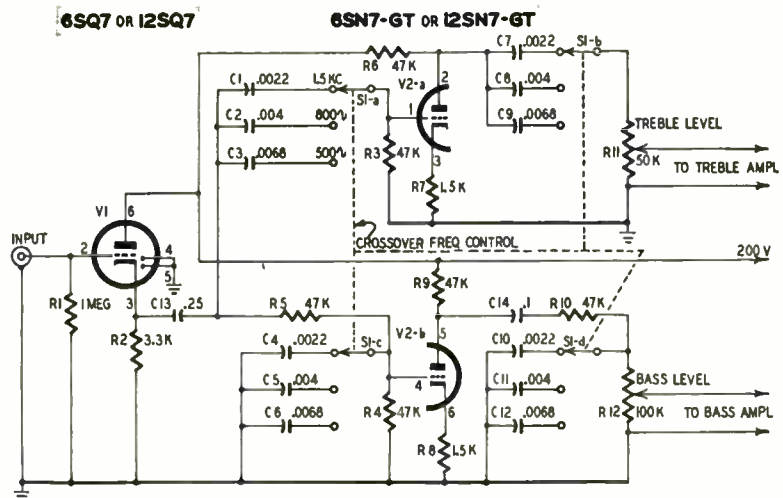 6SQ7 OR 12SQ7
6SN7-GT OR 12SN7-GT
C7 .0022
S1-b
R6 47K
V2-a
2
C1 .0022
1.5KC
S1-a
C8 .004
1
C2 .004
800∿
C9 .0068
3
TREBLE LEVEL
R3 47K
C3 .0068
500∿
R11
50K
TO TREBLE AMPL
R7 1.5K
V1
6
INPUT
2
4
5
CROSSOVER FREQ CONTROL
200 V
3
C13 .25
R9 47K
R1 1 MEG
R5 47K
C14 .1
R10 47K
R2 3.3K
C4 .0022
S1-c
V2-b
5
C10 .0022
S1-d
C5 .004
4
C11 .004
BASS LEVEL
C6 .0068
R4 47K
6
C12 .0068
R12 100K
TO BASS AMPL
R8 1.5K